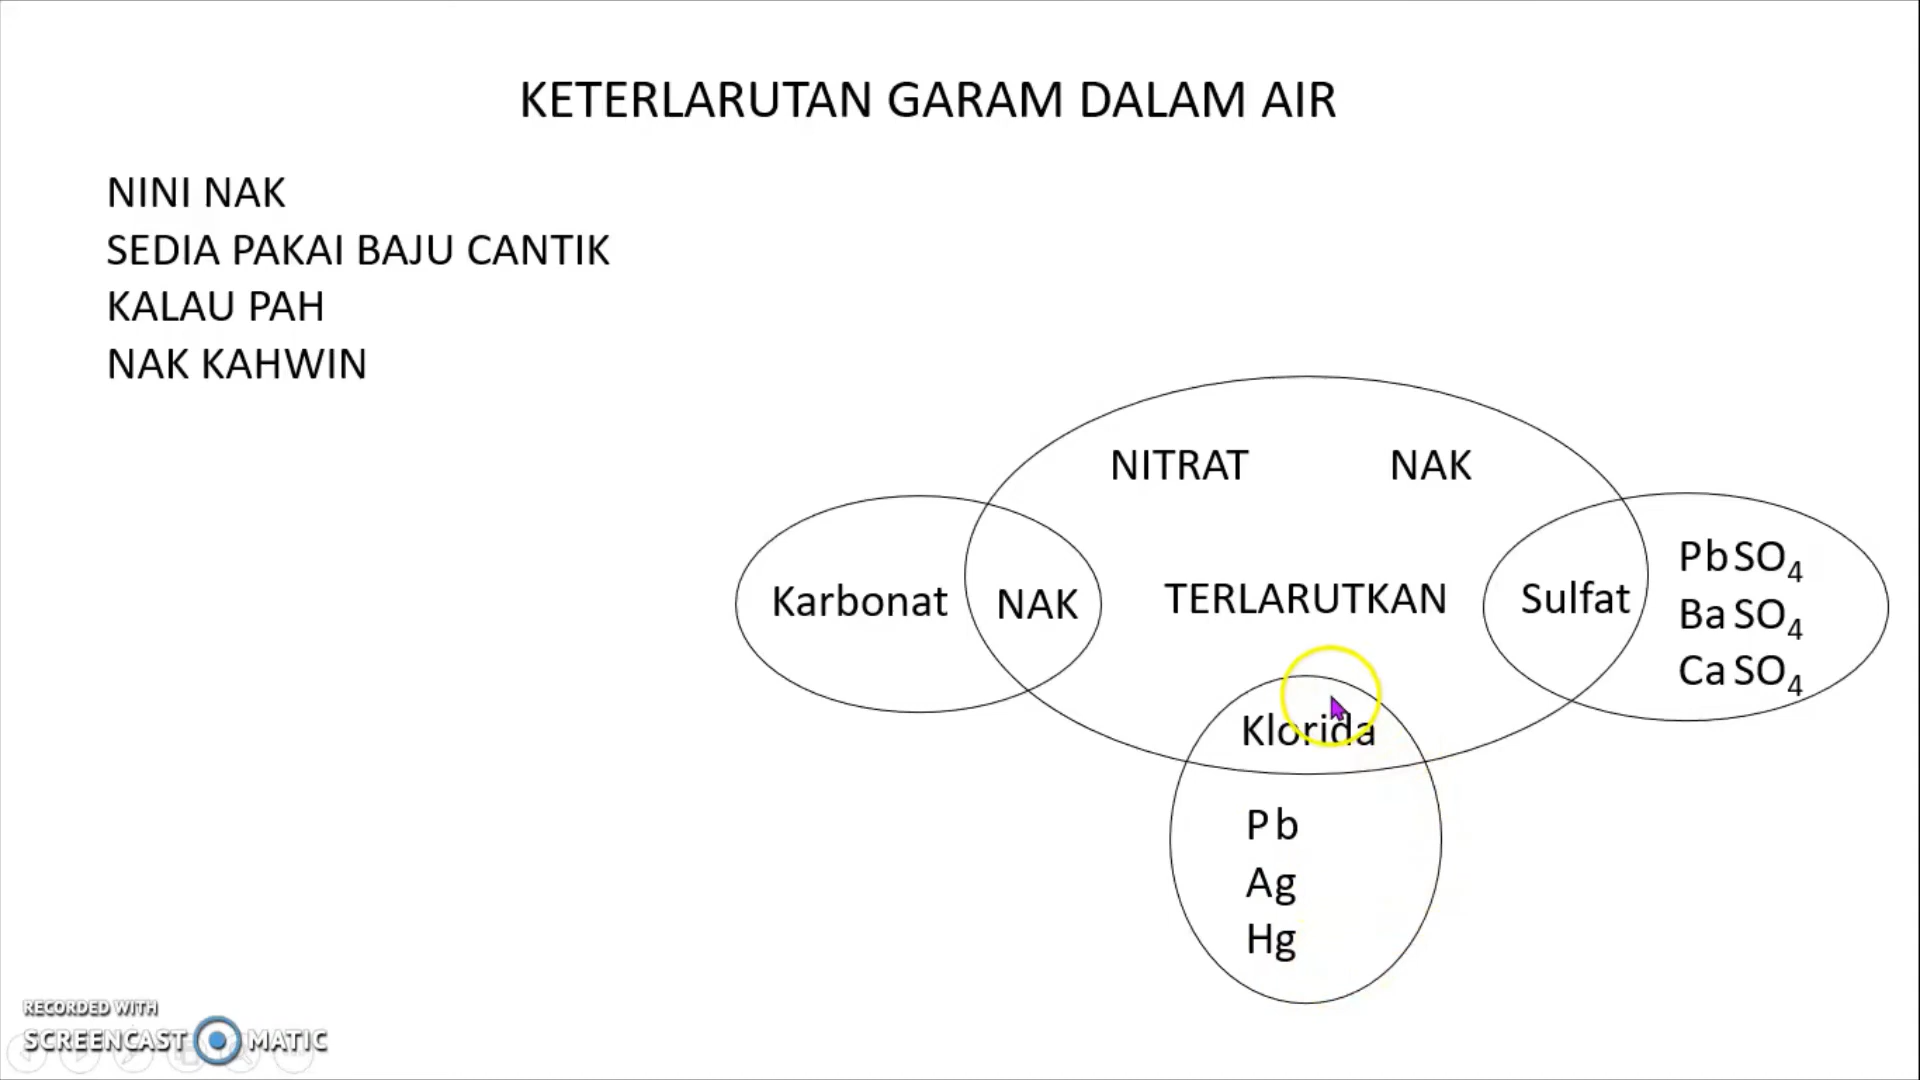 KETERLARUTAN GARAM DALAM AIR
NINI NAK
SEDIA PAKAI BAJU CANTIK
KALAU PAH
NAK KAHWIN
NITRAT NAK
Karbonat NAK TERLARUTKAN Sulfat
PbSO₄
BaSO₄
CaSO₄
Klorida
Pb
Ag
Hg
RECORDED WITH
SCREENCAST MATIC